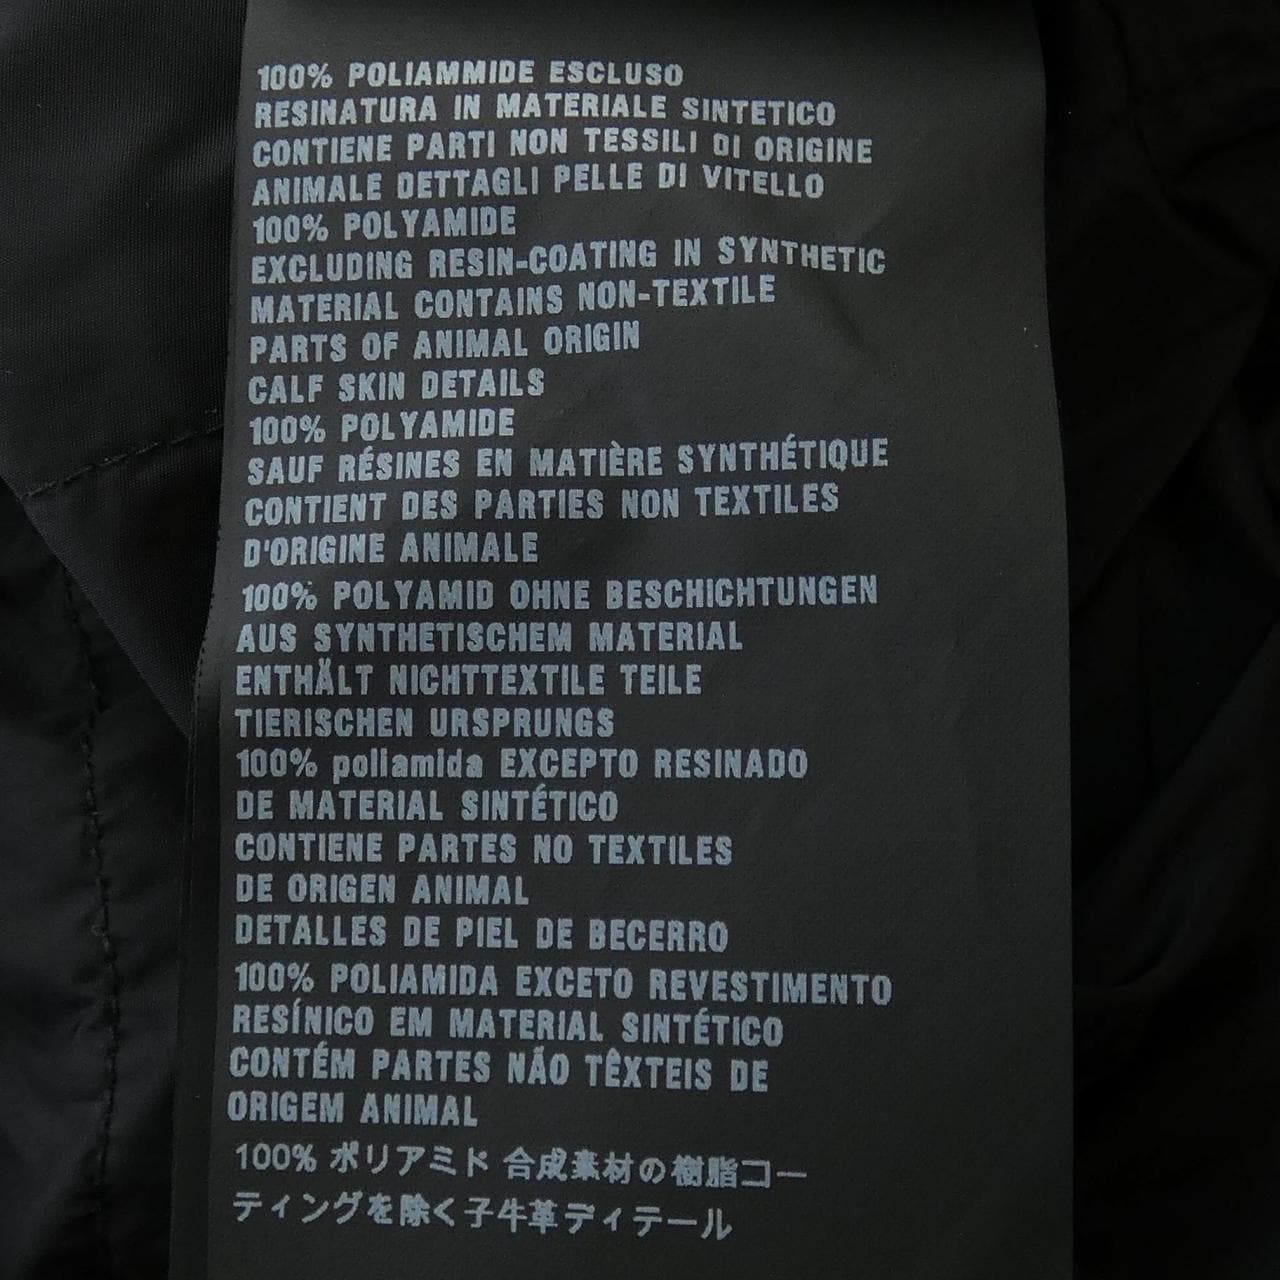 100% POLIAMMIDE ESCLUSO
RESINATURA IN MATERIALE SINTETICO
CONTIENE PARTI NON TESSILI DI ORIGINE
ANIMALE DETTAGLI PELLE DI VITELLO
100% POLYAMIDE
EXCLUDING RESIN-COATING IN SYNTHETIC
MATERIAL CONTAINS NON-TEXTILE
PARTS OF ANIMAL ORIGIN
CALF SKIN DETAILS
100% POLYAMIDE
SAUF RÉSINES EN MATIÈRE SYNTHÉTIQUE
CONTIENT DES PARTIES NON TEXTILES
D'ORIGINE ANIMALE
100% POLYAMID OHNE BESCHICHTUNGEN
AUS SYNTHETISCHEM MATERIAL
ENTHÄLT NICHTTEXTILE TEILE
TIERISCHEN URSPRUNGS
100% poliamida EXCEPTO RESINADO
DE MATERIAL SINTÉTICO
CONTIENE PARTES NO TEXTILES
DE ORIGEN ANIMAL
DETALLES DE PIEL DE BECERRO
100% POLIAMIDA EXCETO REVESTIMENTO
RESÍNICO EM MATERIAL SINTÉTICO
CONTÉM PARTES NÃO TÊXTEIS DE
ORIGEM ANIMAL
100% ポリアミド 合成素材の樹脂コー
ティングを除く子牛革ディテール